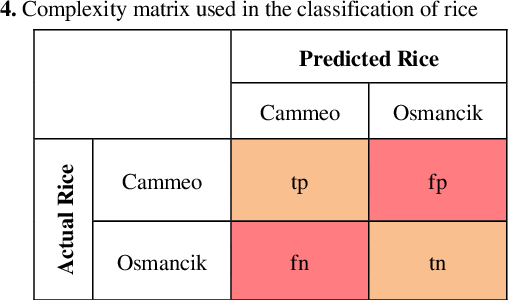 4. Complexity matrix used in the classification of rice
Predicted Rice
Cammeo Osmancik
Actual Rice
Cammeo tp fp
Osmancik fn tn